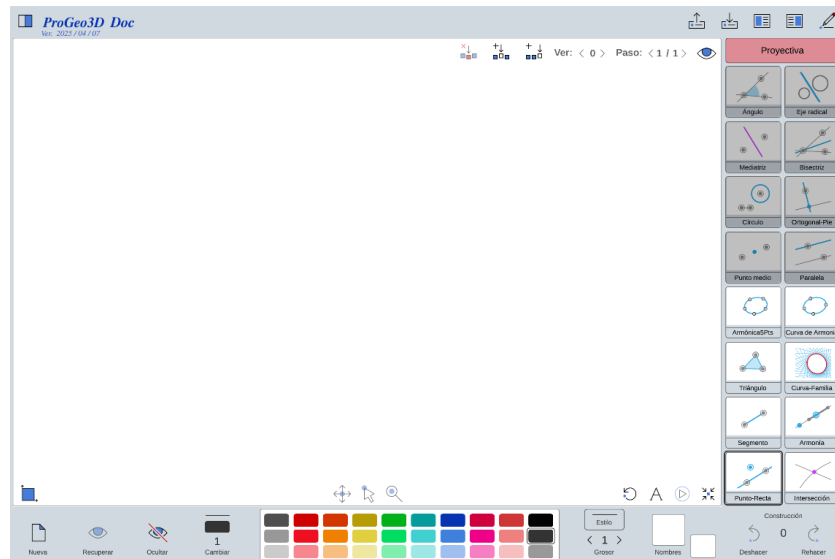 ProGeo3D Doc
Ver. 2025 / 04 / 07
Ver: < 0 > Paso: < 1 / 1 >
Proyectiva
Ángulo
Eje radical
Mediatriz
Bisectriz
Círculo
Ortogonal-Pie
Punto medio
Paralela
Armónica5Pts
Curva de Armoní
Triángulo
Curva-Familia
Segmento
Armonía
Punto-Recta
Intersección
A
Nueva
Recuperar
Ocultar
1
Cambiar
Estilo
< 1 >
Grosor
Nombres
Construcción
0
Deshacer
Rehacer